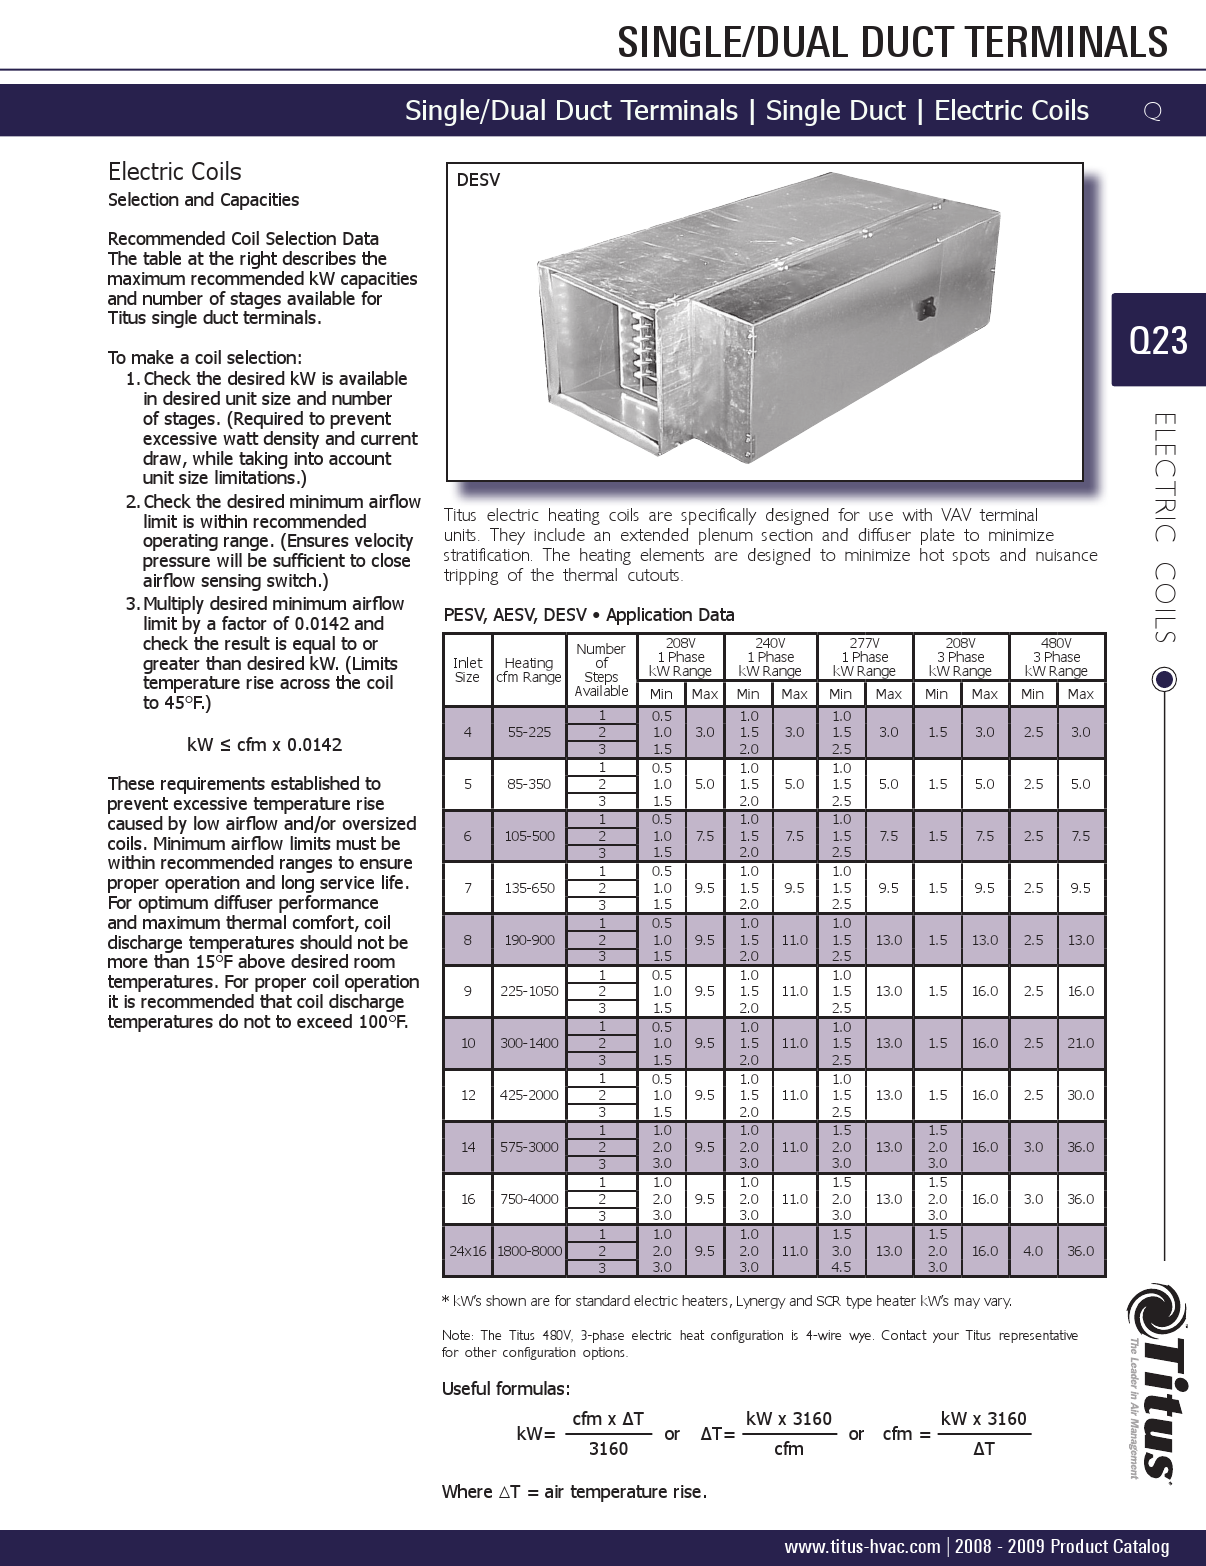 SINGLE/DUAL DUCT TERMINALS
Single/Dual Duct Terminals | Single Duct | Electric Coils
Q
Electric Coils
Selection and Capacities
Recommended Coil Selection Data
The table at the right describes the
maximum recommended kW capacities
and number of stages available for
Titus single duct terminals.
To make a coil selection:
1. Check the desired kW is available
in desired unit size and number
of stages. (Required to prevent
excessive watt density and current
draw, while taking into account
unit size limitations.)
2. Check the desired minimum airflow
limit is within recommended
operating range. (Ensures velocity
pressure will be sufficient to close
airflow sensing switch.)
3. Multiply desired minimum airflow
limit by a factor of 0.0142 and
check the result is equal to or
greater than desired kW. (Limits
temperature rise across the coil
to 45°F.)
kW ≤ cfm x 0.0142
These requirements established to
prevent excessive temperature rise
caused by low airflow and/or oversized
coils. Minimum airflow limits must be
within recommended ranges to ensure
proper operation and long service life.
For optimum diffuser performance
and maximum thermal comfort, coil
discharge temperatures should not be
more than 15°F above desired room
temperatures. For proper coil operation
it is recommended that coil discharge
temperatures do not to exceed 100°F.
DESV
Titus electric heating coils are specifically designed for use with VAV terminal
units. They include an extended plenum section and diffuser plate to minimize
stratification. The heating elements are designed to minimize hot spots and nuisance
tripping of the thermal cutouts.
PESV, AESV, DESV • Application Data
Inlet Size | Heating cfm Range | Number of Steps Available | 208V 1 Phase kW Range | 240V 1 Phase kW Range | 277V 1 Phase kW Range | 208V 3 Phase kW Range | 480V 3 Phase kW Range
Min Max Min Max Min Max Min Max Min Max
1 0.5 1.0 1.0
4 55-225 2 1.0 3.0 1.5 3.0 1.5 3.0 1.5 3.0 2.5 3.0
3 1.5 2.0 2.5
1 0.5 1.0 1.0
5 85-350 2 1.0 5.0 1.5 5.0 1.5 5.0 1.5 5.0 2.5 5.0
3 1.5 2.0 2.5
1 0.5 1.0 1.0
6 105-500 2 1.0 7.5 1.5 7.5 1.5 7.5 1.5 7.5 2.5 7.5
3 1.5 2.0 2.5
1 0.5 1.0 1.0
7 135-650 2 1.0 9.5 1.5 9.5 1.5 9.5 1.5 9.5 2.5 9.5
3 1.5 2.0 2.5
1 0.5 1.0 1.0
8 190-900 2 1.0 9.5 1.5 11.0 1.5 13.0 1.5 13.0 2.5 13.0
3 1.5 2.0 2.5
1 0.5 1.0 1.0
9 225-1050 2 1.0 9.5 1.5 11.0 1.5 13.0 1.5 16.0 2.5 16.0
3 1.5 2.0 2.5
1 0.5 1.0 1.0
10 300-1400 2 1.0 9.5 1.5 11.0 1.5 13.0 1.5 16.0 2.5 21.0
3 1.5 2.0 2.5
1 0.5 1.0 1.0
12 425-2000 2 1.0 9.5 1.5 11.0 1.5 13.0 1.5 16.0 2.5 30.0
3 1.5 2.0 2.5
1 1.0 1.0 1.5 1.5
14 575-3000 2 2.0 9.5 2.0 11.0 2.0 13.0 2.0 16.0 3.0 36.0
3 3.0 3.0 3.0 3.0
1 1.0 1.0 1.5 1.5
16 750-4000 2 2.0 9.5 2.0 11.0 2.0 13.0 2.0 16.0 3.0 36.0
3 3.0 3.0 3.0 3.0
1 1.0 1.0 1.5 1.5
24x16 1800-8000 2 2.0 9.5 2.0 11.0 3.0 13.0 2.0 16.0 4.0 36.0
3 3.0 3.0 4.5 3.0
* kW's shown are for standard electric heaters, Lynergy and SCR type heater kW's may vary.
Note: The Titus 480V, 3-phase electric heat configuration is 4-wire wye. Contact your Titus representative
for other configuration options.
Useful formulas:
kW= cfm x ΔT / 3160 or ΔT= kW x 3160 / cfm or cfm = kW x 3160 / ΔT
Where △T = air temperature rise.
Q23
ELECTRIC COILS
Titus
The Leader in Air Management
www.titus-hvac.com | 2008 - 2009 Product Catalog